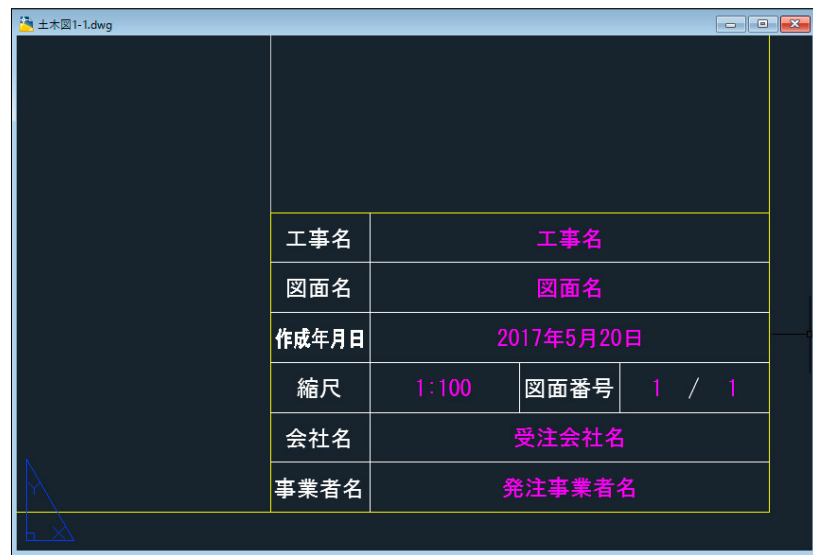 土木図1-1.dwg
工事名 工事名
図面名 図面名
作成年月日 2017年5月20日
縮尺 1:100 図面番号 1 / 1
会社名 受注会社名
事業者名 発注事業者名
Y
X